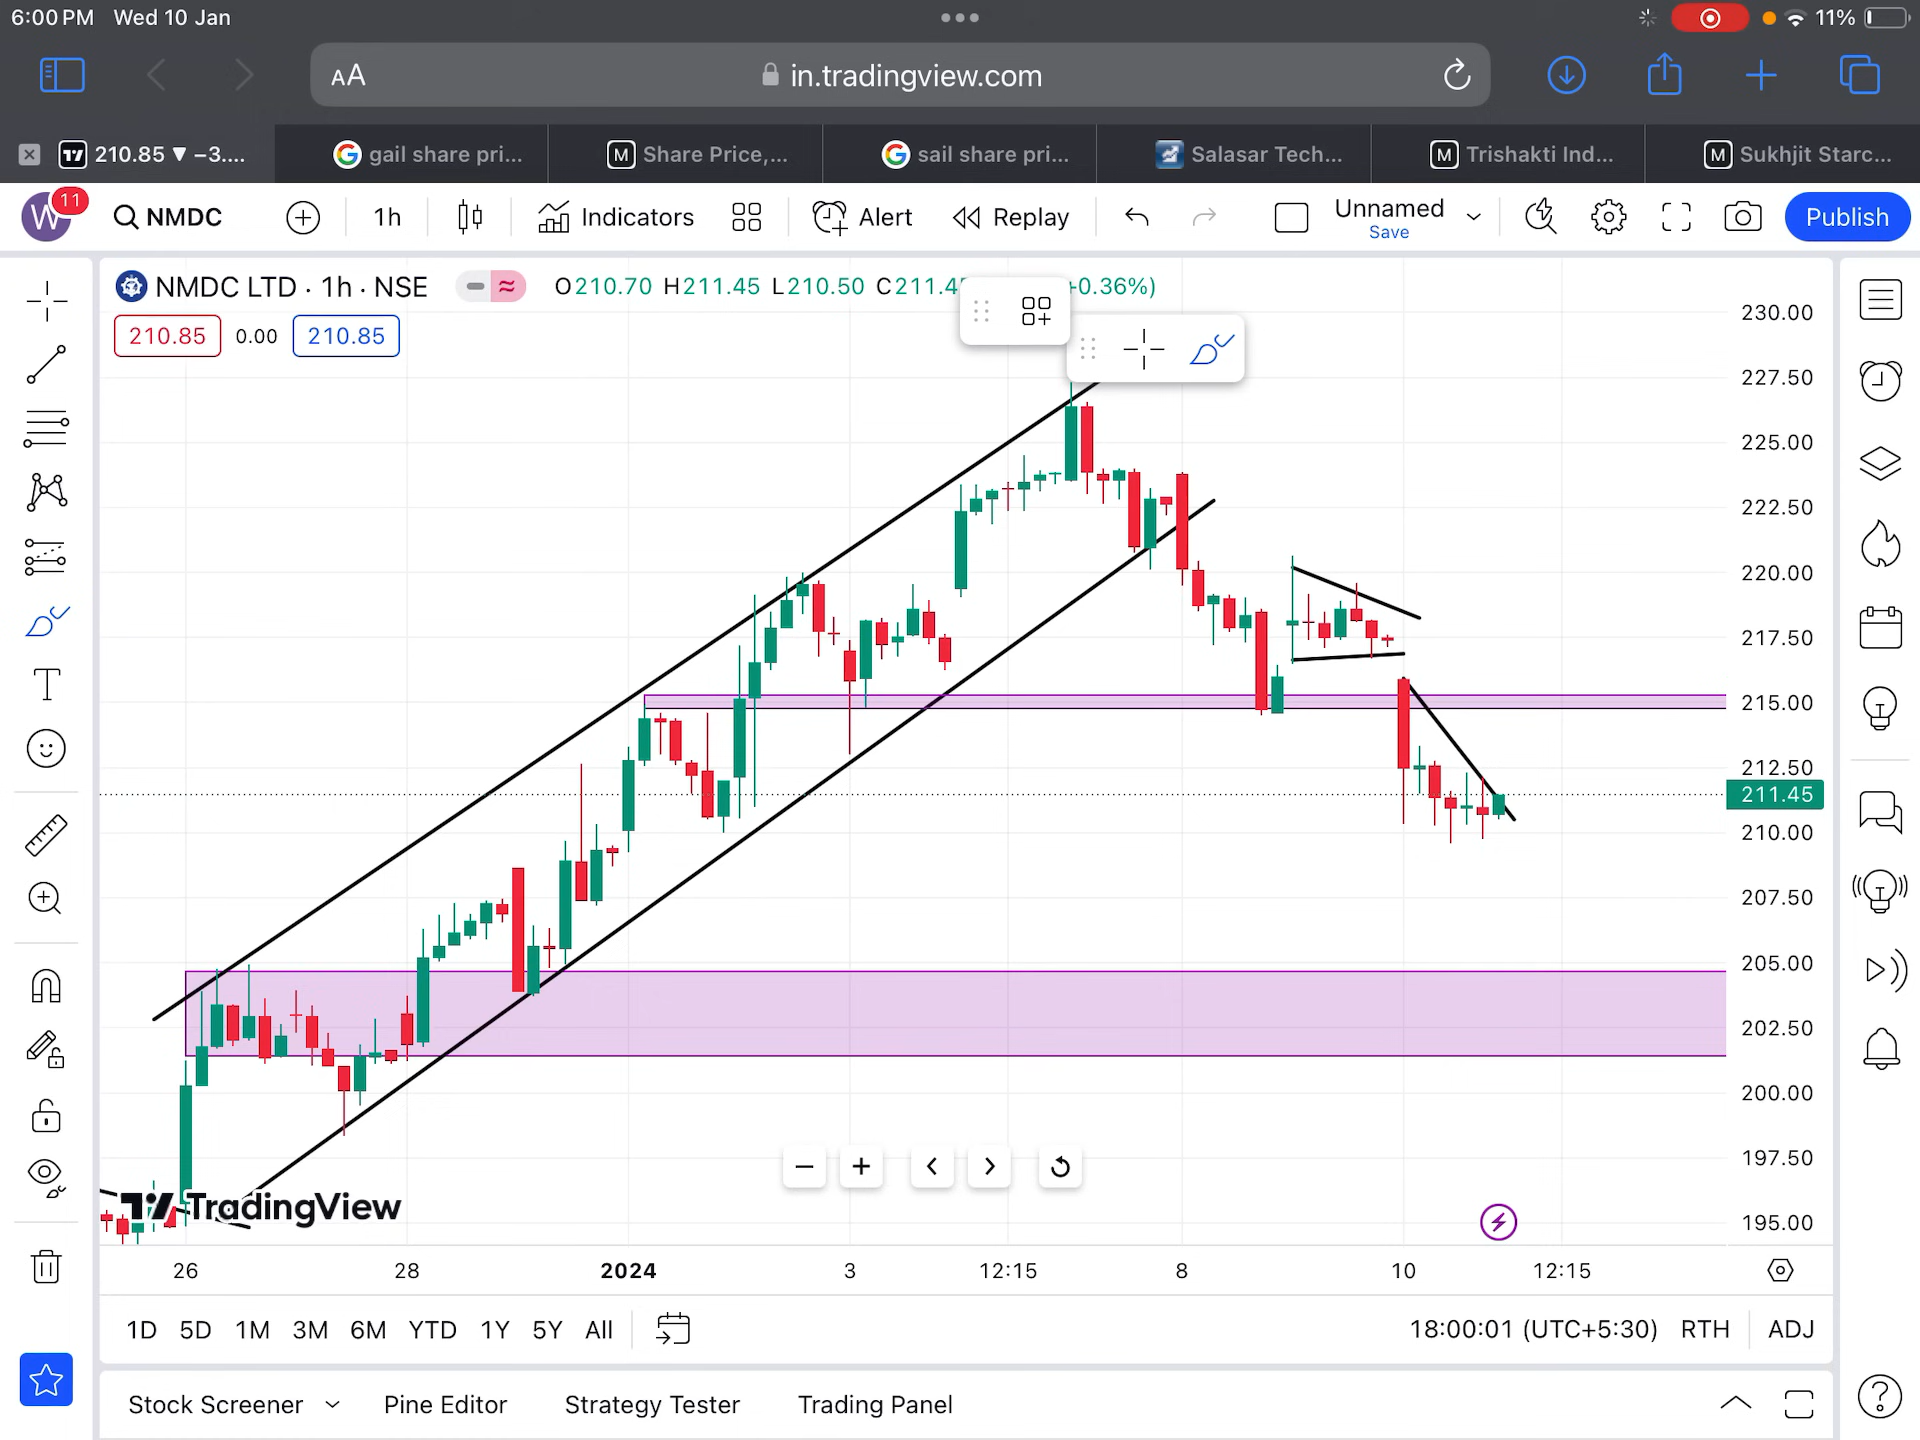 6:00 PM Wed 10 Jan
11%
AA
in.tradingview.com
210.85 ▼ −3....
gail share pri...
M Share Price,...
sail share pri...
Salasar Tech...
M Trishakti Ind...
M Sukhjit Starc...
W 11
NMDC
1h
Indicators
Alert
Replay
Unnamed
Save
Publish
NMDC LTD · 1h · NSE
O210.70 H211.45 L210.50 +0.36%)
210.85 0.00 210.85
230.00
227.50
225.00
222.50
220.00
217.50
215.00
212.50
211.45
210.00
207.50
205.00
202.50
200.00
197.50
195.00
TradingView
26 28 2024 3 12:15 8 10 12:15
1D 5D 1M 3M 6M YTD 1Y 5Y All
18:00:01 (UTC+5:30) RTH ADJ
Stock Screener Pine Editor Strategy Tester Trading Panel